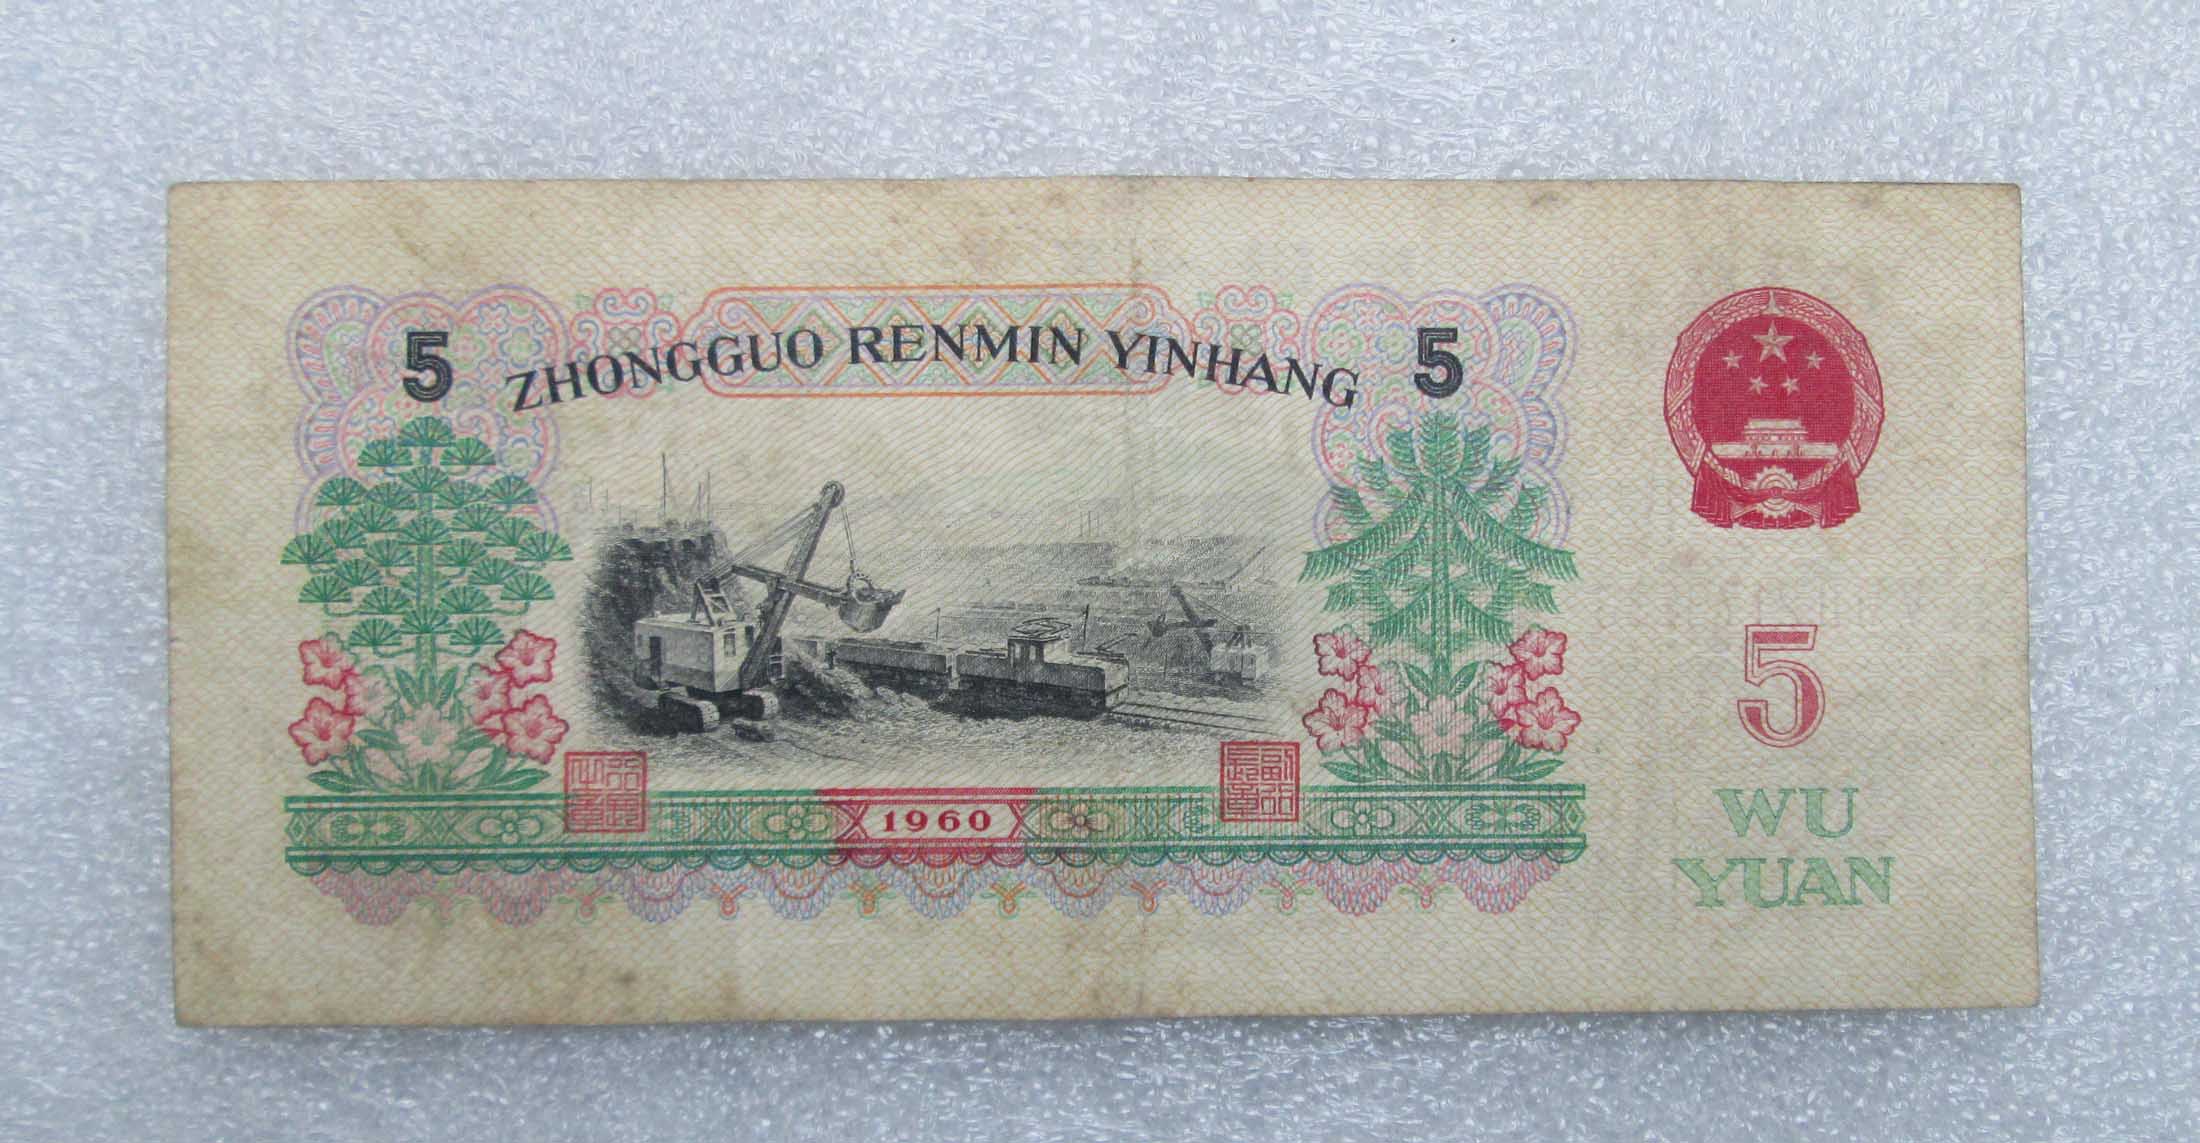 5 ZHONGGUO RENMIN YINHANG 5
1960
5
WU
YUAN